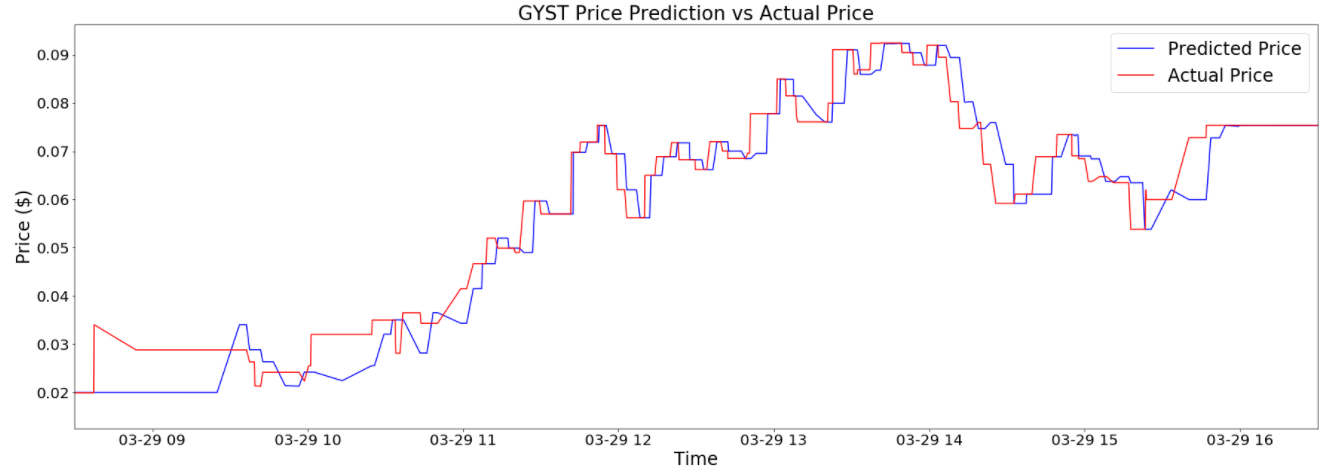 GYST Price Prediction vs Actual Price
Predicted Price
Actual Price
Price ($)
0.09
0.08
0.07
0.06
0.05
0.04
0.03
0.02
03-29 09 03-29 10 03-29 11 03-29 12 03-29 13 03-29 14 03-29 15 03-29 16
Time